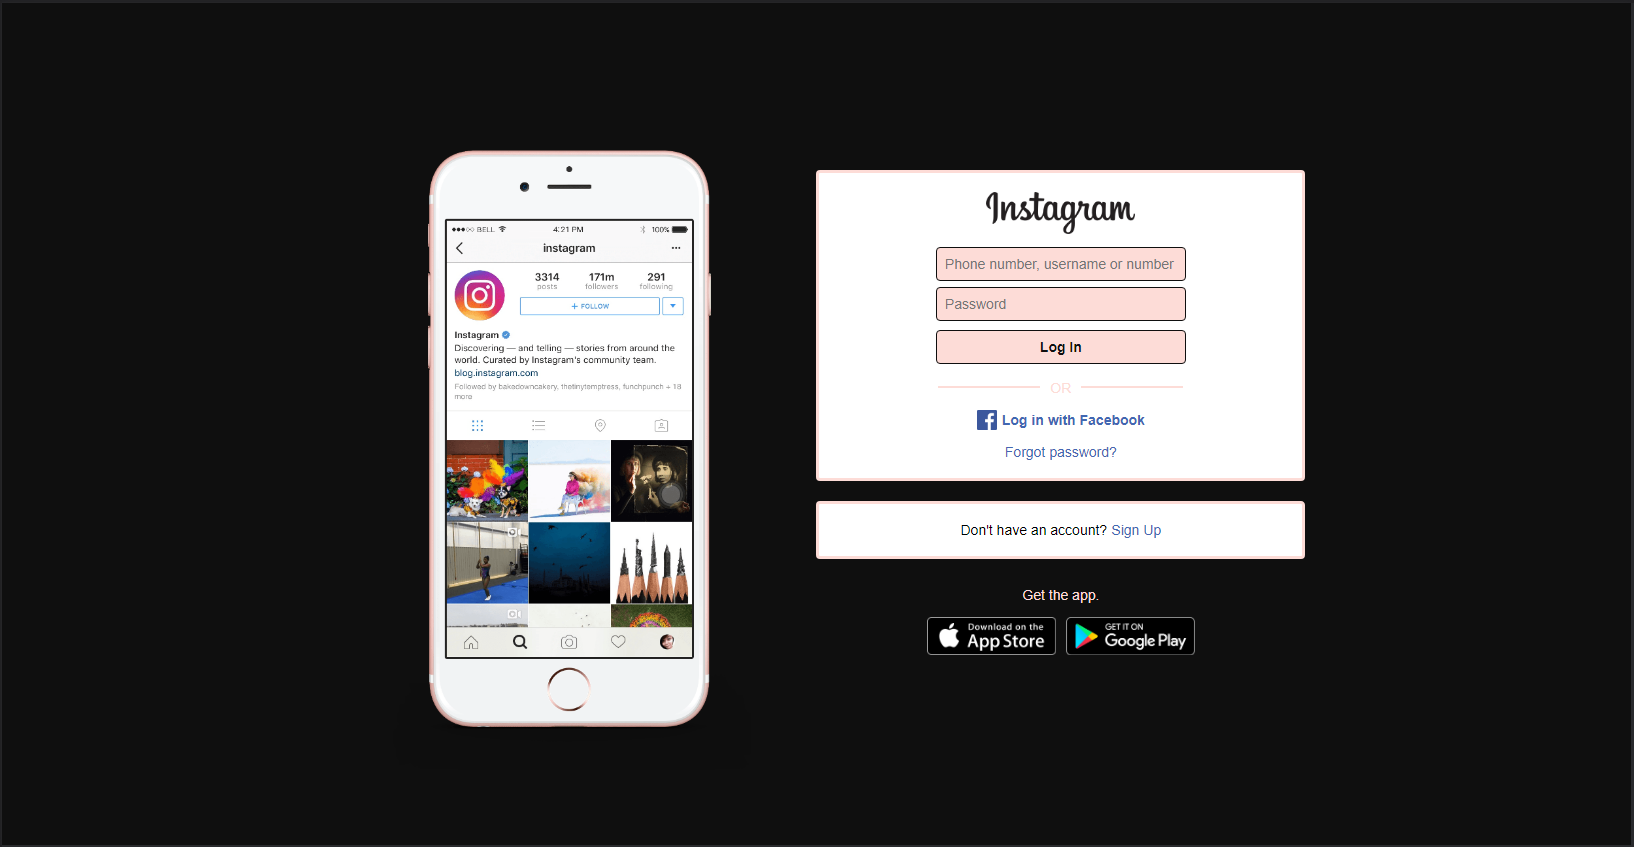 BELL 4:21 PM 100%
instagram
3314 171m 291
posts followers following
+ FOLLOW
Instagram
Discovering — and telling — stories from around the
world. Curated by Instagram's community team.
blog.instagram.com
Followed by bakedowncakery, thetinytemptress, funchpunch + 18
more
Instagram
Phone number, username or number
Password
Log In
OR
Log in with Facebook
Forgot password?
Don't have an account? Sign Up
Get the app.
Download on the
App Store
GET IT ON
Google Play